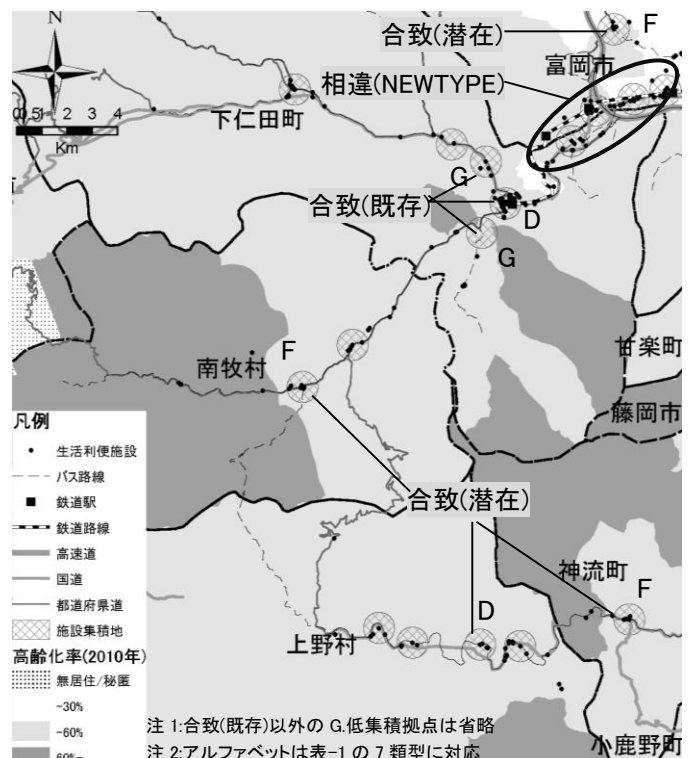 N
0 0.5 1 2 3 4
Km
合致(潜在)
F
富岡市
相違(NEWTYPE)
下仁田町
G
合致(既存)
D
G
南牧村
F
甘楽町
藤岡市
合致(潜在)
神流町
F
D
上野村
小鹿野町
凡例
生活利便施設
バス路線
鉄道駅
鉄道路線
高速道
国道
都道府県道
施設集積地
高齢化率(2010年)
無居住/秘匿
-30%
-60%
60%-
注 1:合致(既存)以外の G.低集積拠点は省略
注 2:アルファベットは表-1 の 7 類型に対応